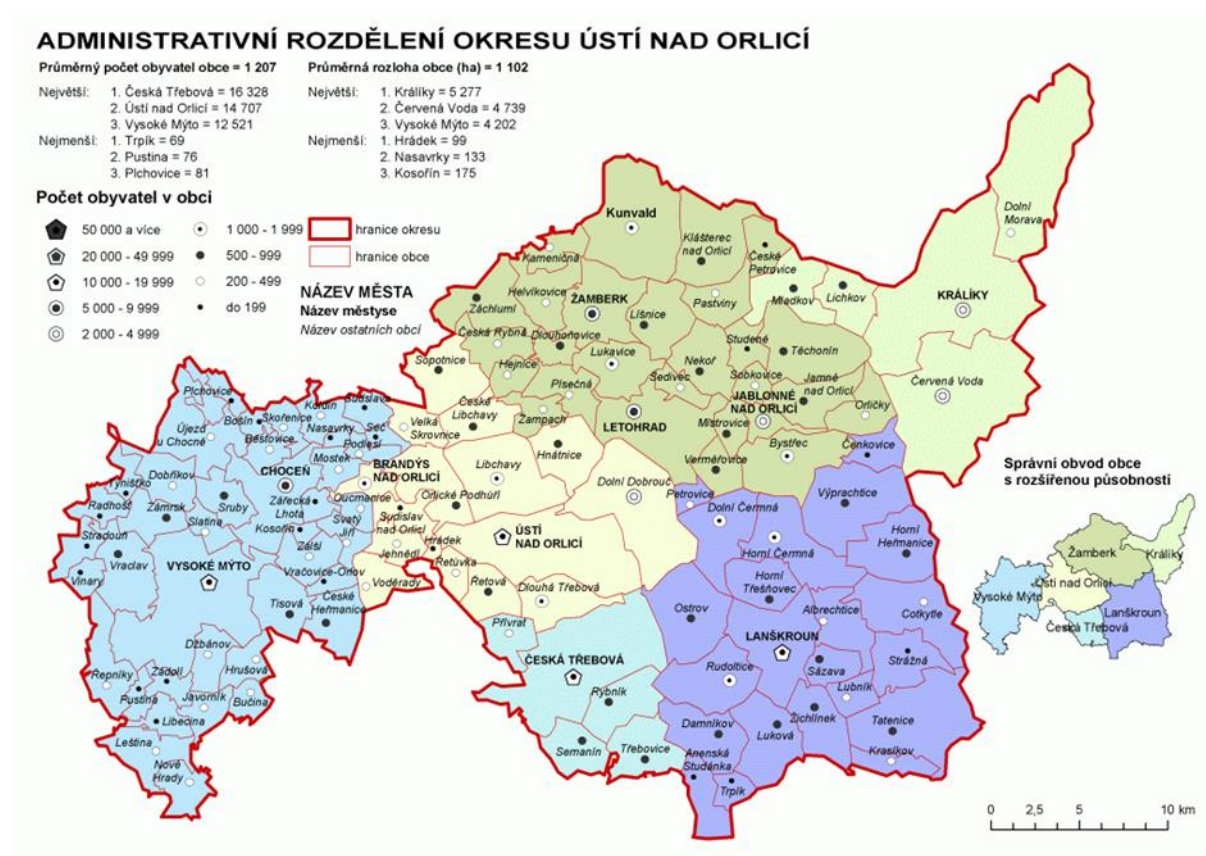 ADMINISTRATIVNÍ ROZDĚLENÍ OKRESU ÚSTÍ NAD ORLICÍ
Průměrný počet obyvatel obce = 1 207
Největší: 1. Česká Třebová = 16 328
2. Ústí nad Orlicí = 14 707
3. Vysoké Mýto = 12 521
Nejmenší: 1. Trpík = 69
2. Pustina = 76
3. Plchovice = 81
Průměrná rozloha obce (ha) = 1 102
Největší: 1. Králíky = 5 277
2. Červená Voda = 4 739
3. Vysoké Mýto = 4 202
Nejmenší: 1. Hrádek = 99
2. Nasavrky = 133
3. Kosořín = 175
Počet obyvatel v obci
50 000 a více
20 000 - 49 999
10 000 - 19 999
5 000 - 9 999
2 000 - 4 999
1 000 - 1 999
500 - 999
200 - 499
do 199
hranice okresu
hranice obce
NÁZEV MĚSTA
Název městyse
Název ostatních obcí
Dolní
Morava
Kunvald
Klášterec
nad Orlicí
České
Petrovice
Kameničná
Mladkov
Lichkov
KRÁLÍKY
Pastviny
Helvíkovice
ŽAMBERK
Záchlumí
Líšnice
Česká Rybná
Dlouhoňovice
Studené
Těchonín
Lukavice
Nekoř
Sopotnice
Hejnice
Písečná
Šedivec
Sobkovice
Jamné
nad Orlicí
Červená Voda
JABLONNÉ
NAD ORLICÍ
Orličky
České
Libchavy
Žampach
LETOHRAD
Mistrovice
Velká
Skrovnice
Hnátnice
Bystřec
Čenkovice
Verměřovice
Plchovice
Sudslava
Koldín
Bošín
Skořenice
Újezd
u Chocně
Nasavrky
Seč
Běstovice
Podlesí
Mostek
CHOCEŇ
BRANDÝS
NAD ORLICÍ
Libchavy
Dolní Dobrouč
Dobříkov
Týništko
Radhošť
Zámrsk
Sruby
Zářecká
Lhota
Oucmanice
Orlické Podhůří
Petrovice
Výprachtice
Dolní Čermná
Slatina
Kosořín
Svatý
Jiří
Sudislav
nad Orlicí
Stradouň
Vraclav
Zálší
Hrádek
ÚSTÍ
NAD ORLICÍ
Horní Čermná
Horní
Heřmanice
Jehnědí
Řetůvka
VYSOKÉ MÝTO
Vinary
Vračovice-Orlov
Voděrady
Řetová
Dlouhá Třebová
Horní
Třešňovec
České
Heřmanice
Tisová
Ostrov
Albrechtice
Cotkytle
Přívrat
LANŠKROUN
Džbánov
ČESKÁ TŘEBOVÁ
Strážná
Hrušová
Řepníky
Zádolí
Rudoltice
Sázava
Pustina
Javorník
Bučina
Rybník
Lubník
Libecina
Žichlínek
Damníkov
Luková
Tatenice
Leština
Semanín
Třebovice
Anenská
Studánka
Krasíkov
Nové
Hrady
Trpík
Správní obvod obce
s rozšířenou působností
Žamberk
Králíky
Ústí nad Orlicí
Vysoké Mýto
Lanškroun
Česká
Třebová
0 2,5 5 10 km